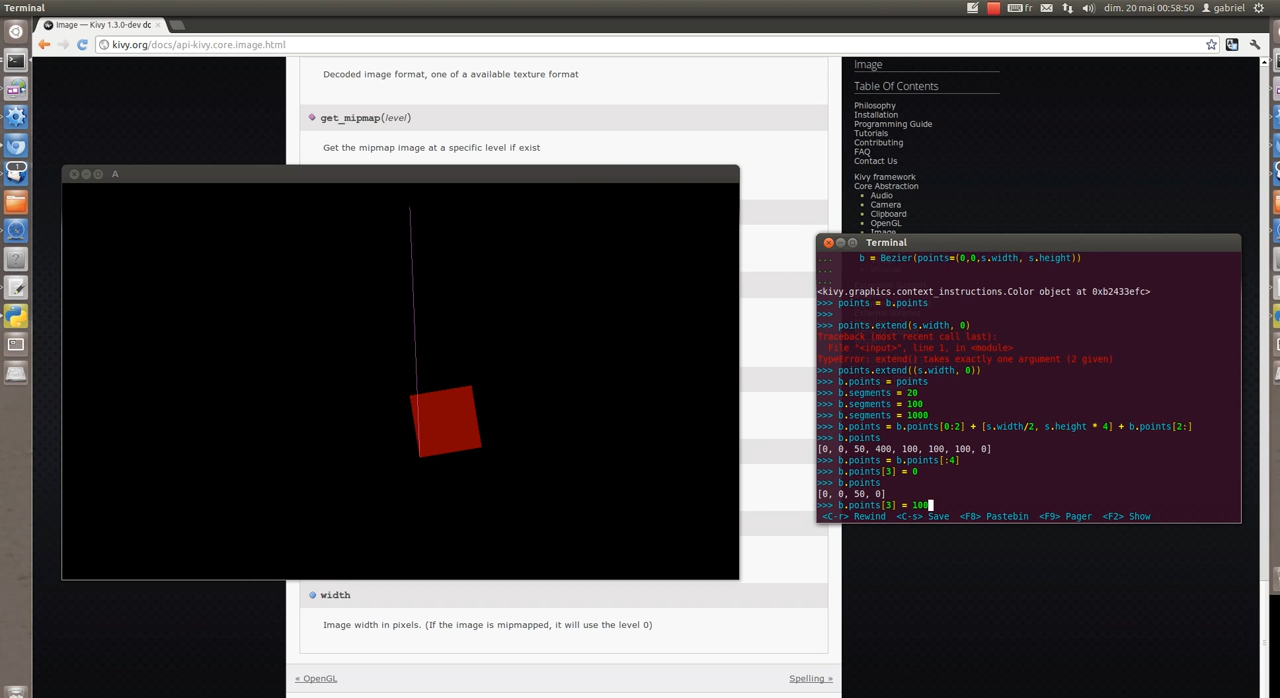 Terminal
fr
dim. 20 mai 00:58:50
gabriel
Image — Kivy 1.3.0-dev dc
kivy.org/docs/api-kivy.core.image.html
Decoded image format, one of a available texture format
get_mipmap(level)
Get the mipmap image at a specific level if exist
A
width
Image width in pixels. (If the image is mipmapped, it will use the level 0)
« OpenGL
Spelling »
Image
Table Of Contents
Philosophy
Installation
Programming Guide
Tutorials
Contributing
FAQ
Contact Us
Kivy framework
Core Abstraction
Audio
Camera
Clipboard
OpenGL
Image
Terminal
... b = Bezier(points=(0,0,s.width, s.height))
...
...
<kivy.graphics.context_instructions.Color object at 0xb2433efc>
>>> points = b.points
>>>
>>> points.extend(s.width, 0)
Traceback (most recent call last):
File "<input>", line 1, in <module>
TypeError: extend() takes exactly one argument (2 given)
>>> points.extend((s.width, 0))
>>> b.points = points
>>> b.segments = 20
>>> b.segments = 100
>>> b.segments = 1000
>>> b.points = b.points[0:2] + [s.width/2, s.height * 4] + b.points[2:]
>>> b.points
[0, 0, 50, 400, 100, 100, 100, 0]
>>> b.points = b.points[:4]
>>> b.points[3] = 0
>>> b.points
[0, 0, 50, 0]
>>> b.points[3] = 100
<C-r> Rewind <C-s> Save <F8> Pastebin <F9> Pager <F2> Show
1